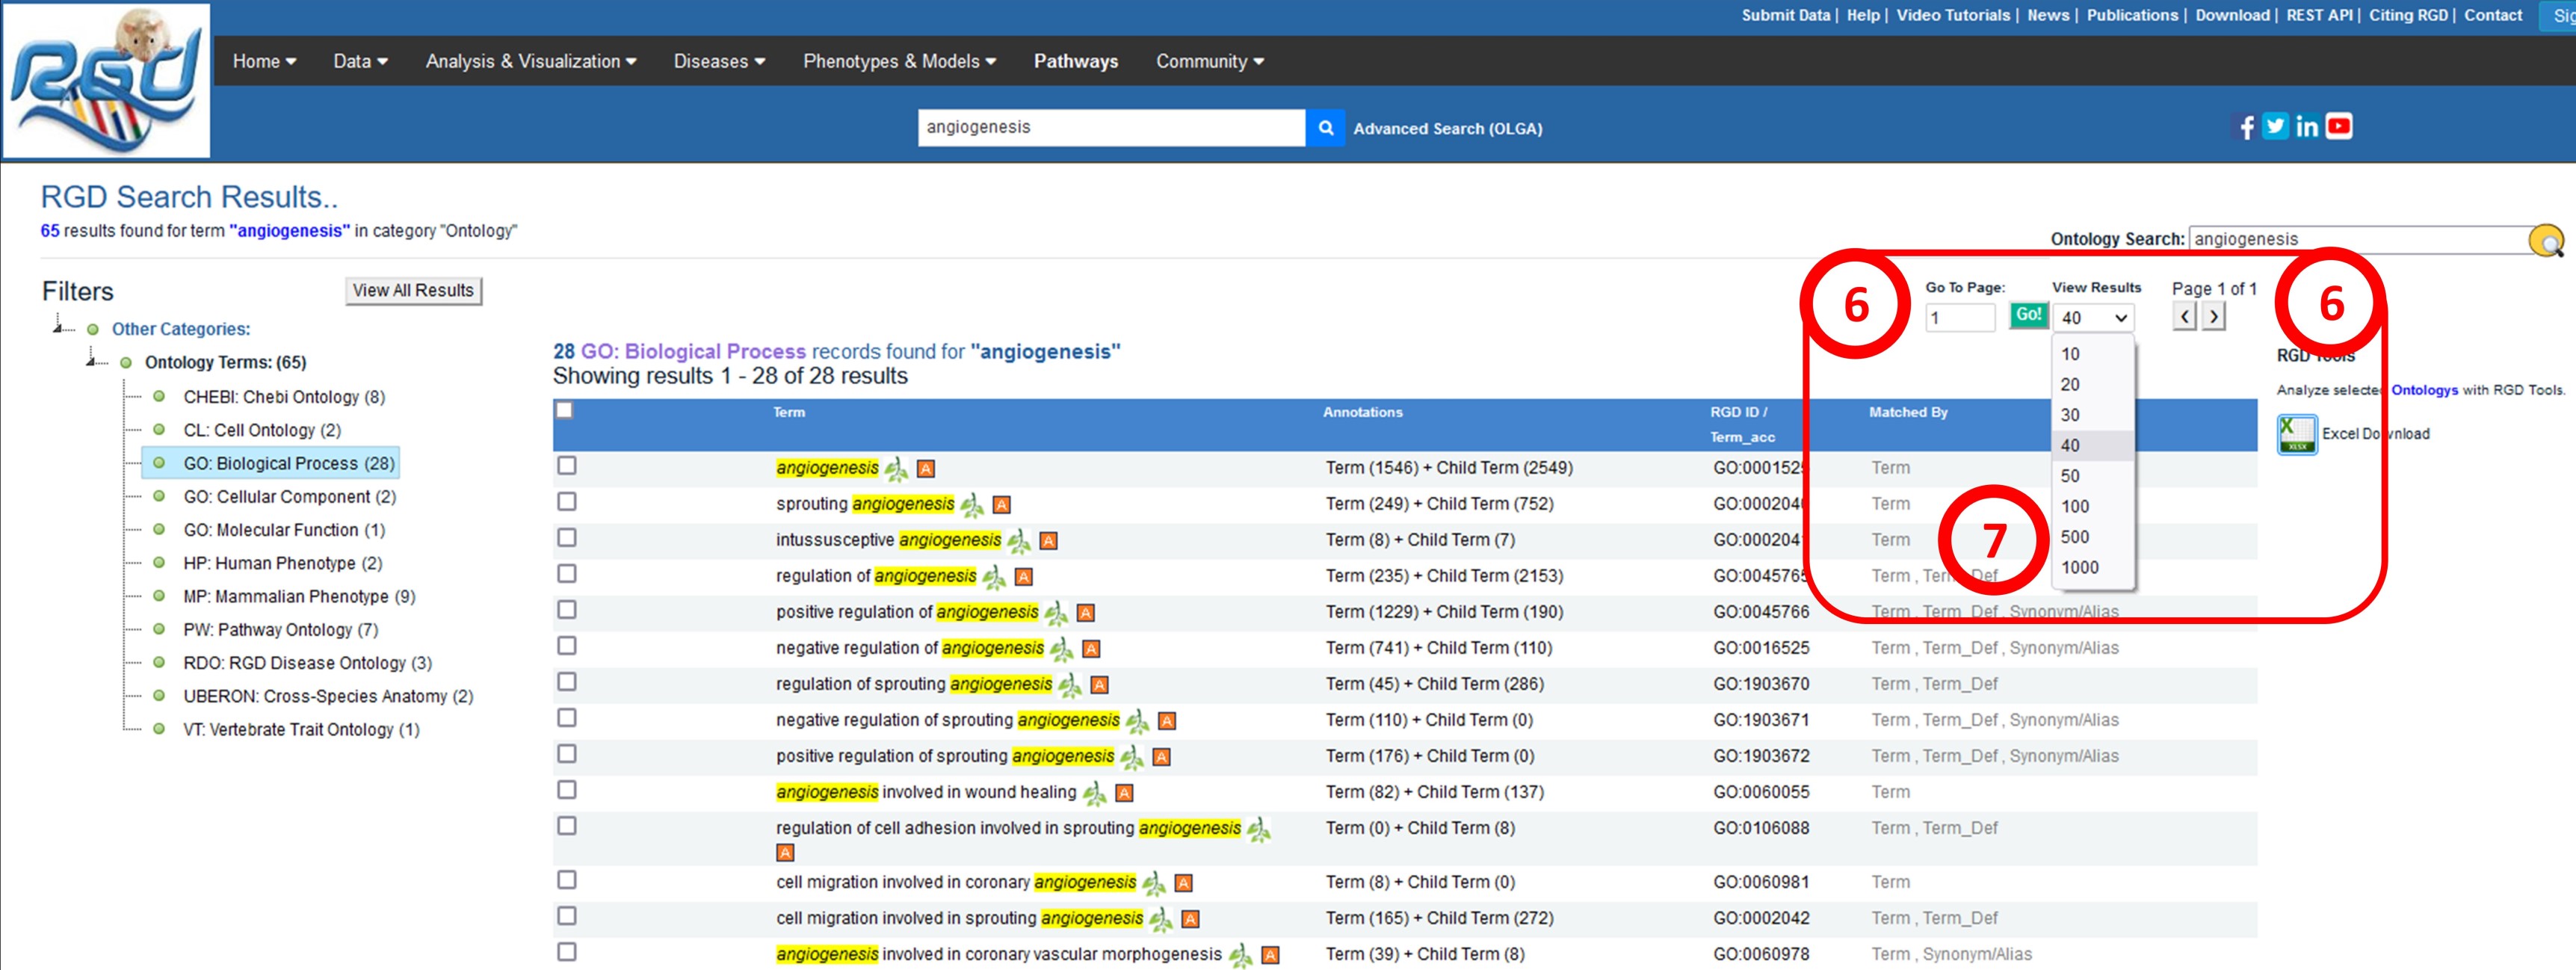 Submit Data | Help | Video Tutorials | News | Publications | Download | REST API | Citing RGD | Contact
RGD
Home Data Analysis & Visualization Diseases Phenotypes & Models Pathways Community
angiogenesis Advanced Search (OLGA)
RGD Search Results..
65 results found for term "angiogenesis" in category "Ontology"
Ontology Search: angiogenesis
Filters View All Results
Other Categories:
Ontology Terms: (65)
CHEBI: Chebi Ontology (8)
CL: Cell Ontology (2)
GO: Biological Process (28)
GO: Cellular Component (2)
GO: Molecular Function (1)
HP: Human Phenotype (2)
MP: Mammalian Phenotype (9)
PW: Pathway Ontology (7)
RDO: RGD Disease Ontology (3)
UBERON: Cross-Species Anatomy (2)
VT: Vertebrate Trait Ontology (1)
6 Go To Page: View Results Page 1 of 1 6
1 Go! 40 < >
10
20
30
40
50
100
500
1000
7
RGD Tools
Analyze selected Ontologys with RGD Tools.
Excel Download
28 GO: Biological Process records found for "angiogenesis"
Showing results 1 - 28 of 28 results
Term Annotations RGD ID / Term_acc Matched By
angiogenesis A Term (1546) + Child Term (2549) GO:0001525 Term
sprouting angiogenesis A Term (249) + Child Term (752) GO:000204 Term
intussusceptive angiogenesis A Term (8) + Child Term (7) GO:000204 Term
regulation of angiogenesis A Term (235) + Child Term (2153) GO:0045765 Term , Term_Def
positive regulation of angiogenesis A Term (1229) + Child Term (190) GO:0045766 Term , Term_Def , Synonym/Alias
negative regulation of angiogenesis A Term (741) + Child Term (110) GO:0016525 Term , Term_Def , Synonym/Alias
regulation of sprouting angiogenesis A Term (45) + Child Term (286) GO:1903670 Term , Term_Def
negative regulation of sprouting angiogenesis A Term (110) + Child Term (0) GO:1903671 Term , Term_Def , Synonym/Alias
positive regulation of sprouting angiogenesis A Term (176) + Child Term (0) GO:1903672 Term , Term_Def , Synonym/Alias
angiogenesis involved in wound healing A Term (82) + Child Term (137) GO:0060055 Term
regulation of cell adhesion involved in sprouting angiogenesis A Term (0) + Child Term (8) GO:0106088 Term , Term_Def
cell migration involved in coronary angiogenesis A Term (8) + Child Term (0) GO:0060981 Term
cell migration involved in sprouting angiogenesis A Term (165) + Child Term (272) GO:0002042 Term , Term_Def
angiogenesis involved in coronary vascular morphogenesis A Term (39) + Child Term (8) GO:0060978 Term , Synonym/Alias